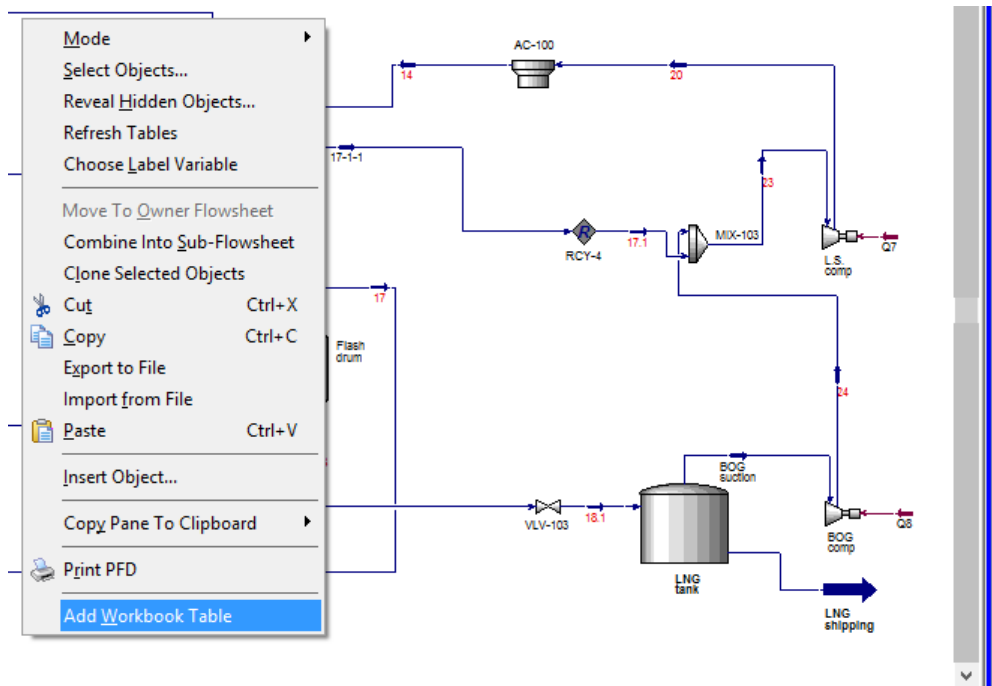 Mode
Select Objects...
Reveal Hidden Objects...
Refresh Tables
Choose Label Variable
Move To Owner Flowsheet
Combine Into Sub-Flowsheet
Clone Selected Objects
Cut Ctrl+X
Copy Ctrl+C
Export to File
Import from File
Paste Ctrl+V
Insert Object...
Copy Pane To Clipboard
Print PFD
Add Workbook Table
AC-100
14
20
17-1-1
23
RCY-4
17.1
MIX-103
L.S.
comp
Q7
17
Flash
drum
24
BOG
suction
VLV-103
18.1
BOG
comp
Q8
LNG
tank
LNG
shipping
R